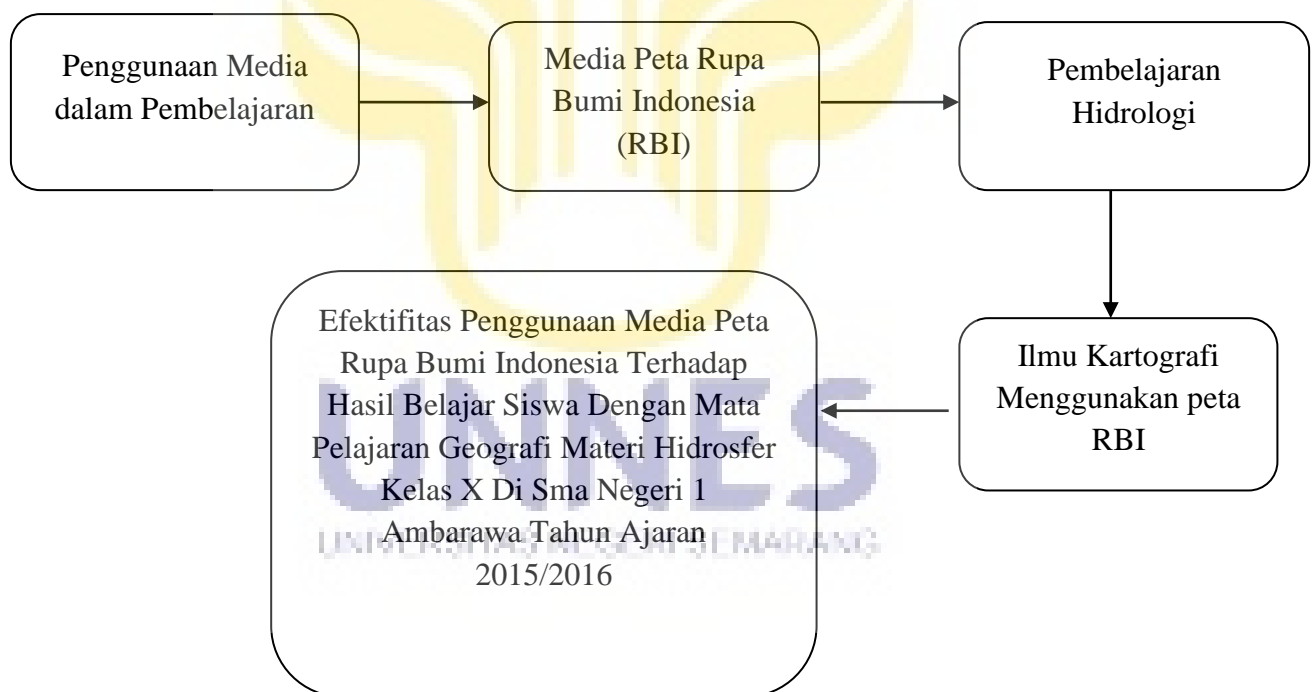 Penggunaan Media
dalam Pembelajaran
Media Peta Rupa
Bumi Indonesia
(RBI)
Pembelajaran
Hidrologi
Ilmu Kartografi
Menggunakan peta
RBI
Efektifitas Penggunaan Media Peta
Rupa Bumi Indonesia Terhadap
Hasil Belajar Siswa Dengan Mata
Pelajaran Geografi Materi Hidrosfer
Kelas X Di Sma Negeri 1
Ambarawa Tahun Ajaran
2015/2016
UNNES
UNIVERSITAS NEGERI SEMARANG